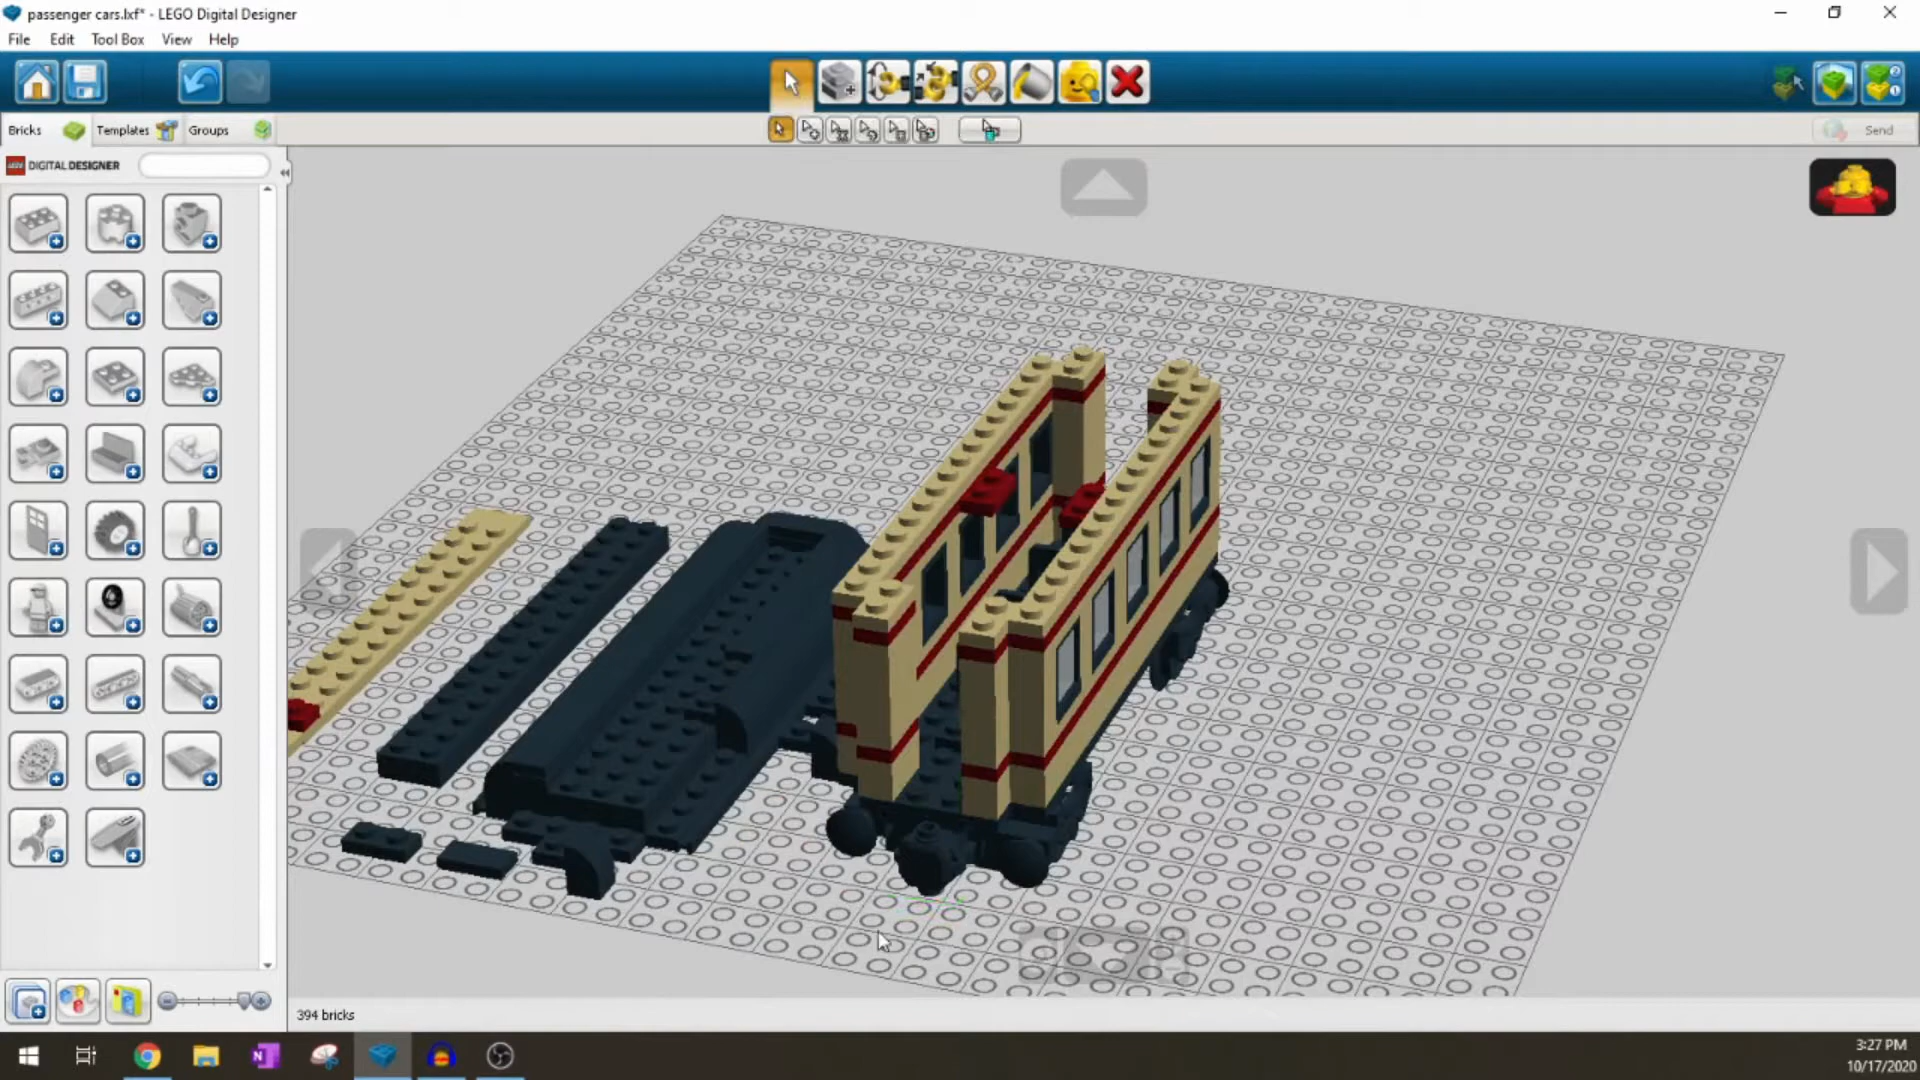 passenger cars.lxf* - LEGO Digital Designer
File Edit Tool Box View Help
Bricks Templates Groups
Send
LEGO DIGITAL DESIGNER
394 bricks
3:27 PM
10/17/2020